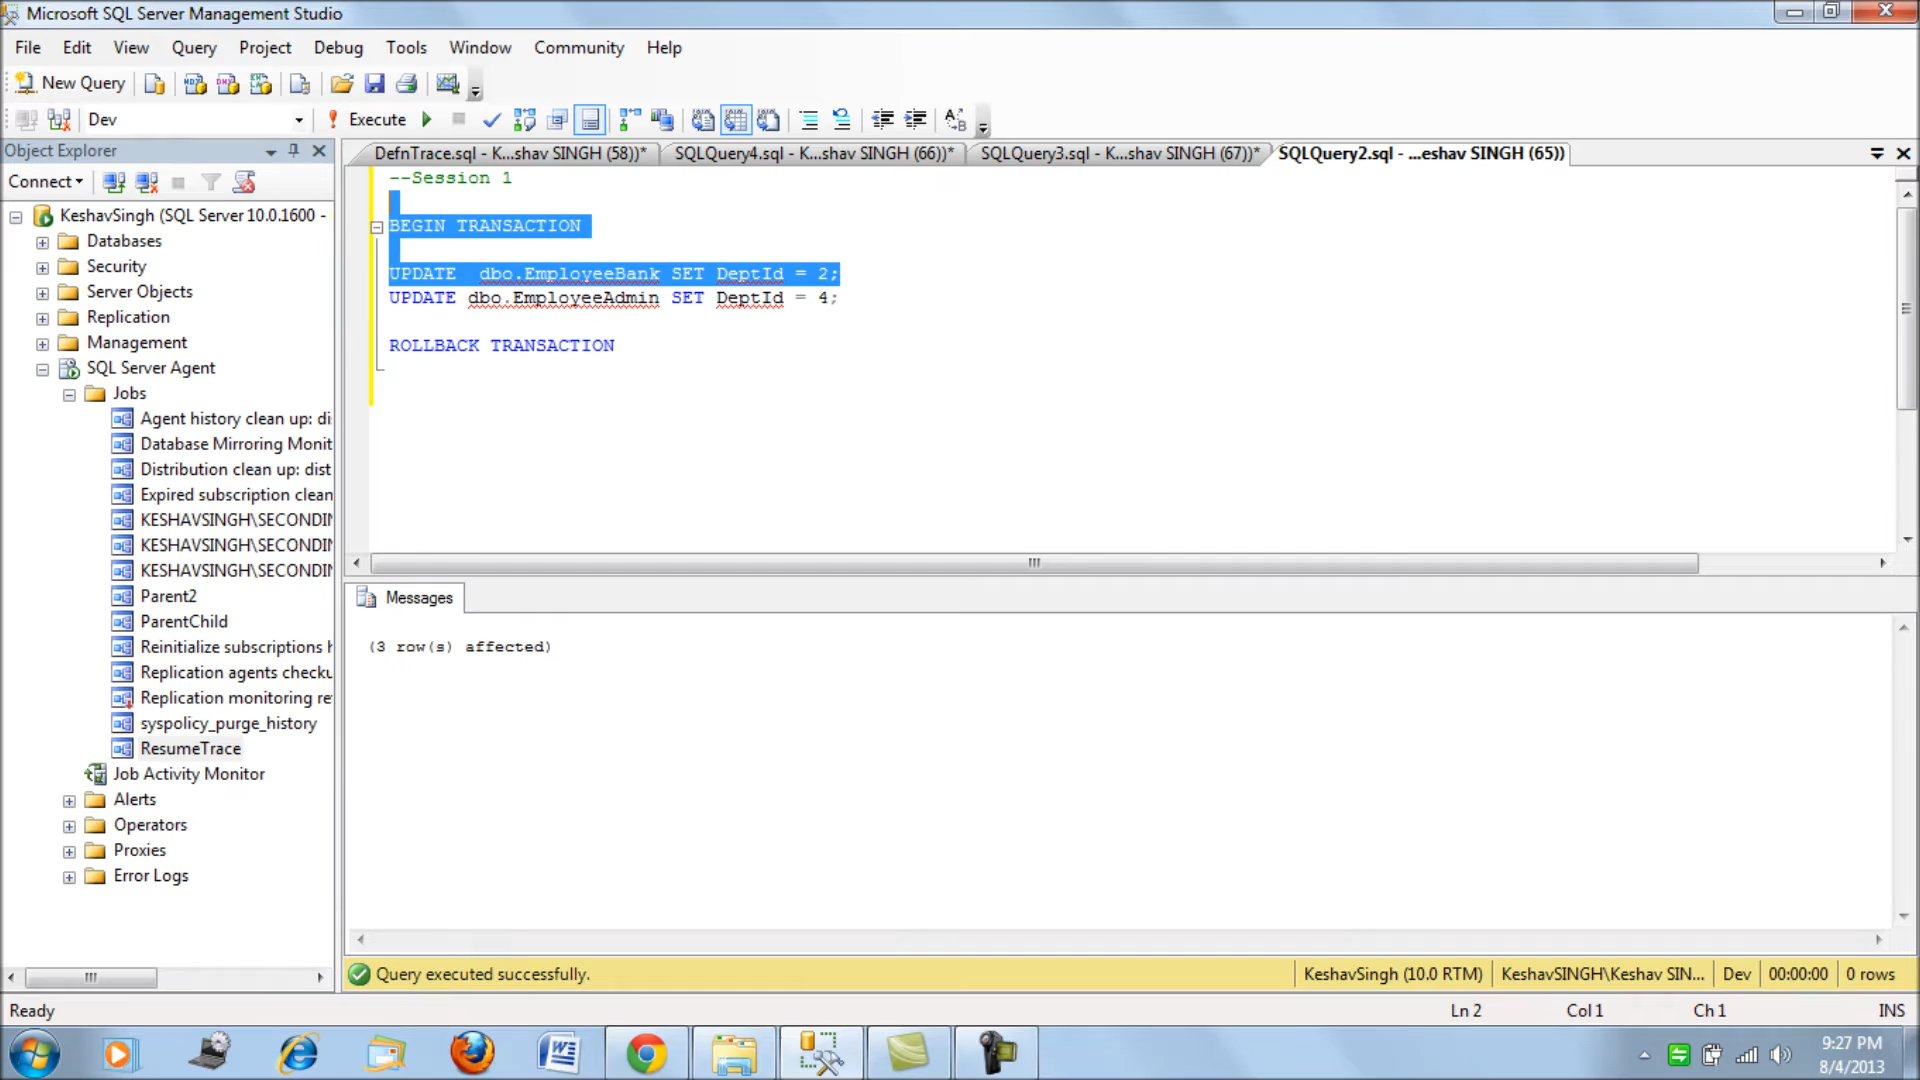 Microsoft SQL Server Management Studio
File Edit View Query Project Debug Tools Window Community Help
New Query
Dev Execute
Object Explorer
DefnTrace.sql - K...shav SINGH (58))* SQLQuery4.sql - K...shav SINGH (66))* SQLQuery3.sql - K...shav SINGH (67))* SQLQuery2.sql - ...eshav SINGH (65))
Connect
KeshavSingh (SQL Server 10.0.1600 -
Databases
Security
Server Objects
Replication
Management
SQL Server Agent
Jobs
Agent history clean up: di
Database Mirroring Monit
Distribution clean up: dist
Expired subscription clean
KESHAVSINGH\SECONDIN
KESHAVSINGH\SECONDIN
KESHAVSINGH\SECONDIN
Parent2
ParentChild
Reinitialize subscriptions h
Replication agents checku
Replication monitoring re
syspolicy_purge_history
ResumeTrace
Job Activity Monitor
Alerts
Operators
Proxies
Error Logs
--Session 1
BEGIN TRANSACTION
UPDATE dbo.EmployeeBank SET DeptId = 2;
UPDATE dbo.EmployeeAdmin SET DeptId = 4;
ROLLBACK TRANSACTION
Messages
(3 row(s) affected)
Query executed successfully. KeshavSingh (10.0 RTM) KeshavSINGH\Keshav SIN... Dev 00:00:00 0 rows
Ready Ln 2 Col 1 Ch 1 INS
9:27 PM
8/4/2013